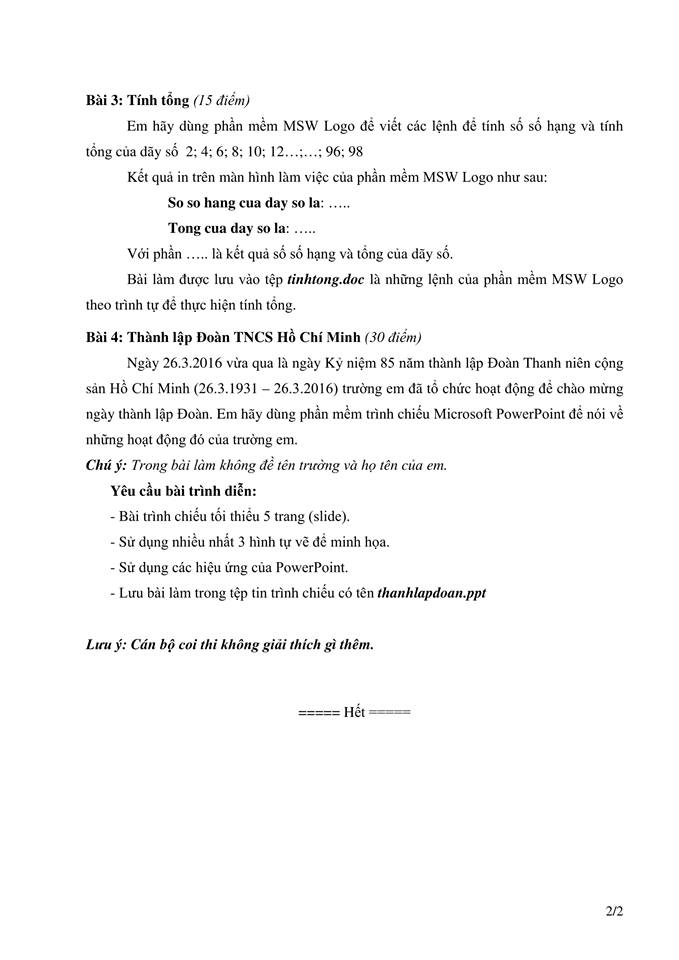 Bài 3: Tính tổng (15 điểm)
Em hãy dùng phần mềm MSW Logo để viết các lệnh để tính số số hạng và tính
tổng của dãy số 2; 4; 6; 8; 10; 12…;…; 96; 98
Kết quả in trên màn hình làm việc của phần mềm MSW Logo như sau:
So so hang cua day so la: …..
Tong cua day so la: …..
Với phần ….. là kết quả số số hạng và tổng của dãy số.
Bài làm được lưu vào tệp tinhtong.doc là những lệnh của phần mềm MSW Logo
theo trình tự để thực hiện tính tổng.
Bài 4: Thành lập Đoàn TNCS Hồ Chí Minh (30 điểm)
Ngày 26.3.2016 vừa qua là ngày Kỷ niệm 85 năm thành lập Đoàn Thanh niên cộng
sản Hồ Chí Minh (26.3.1931 – 26.3.2016) trường em đã tổ chức hoạt động để chào mừng
ngày thành lập Đoàn. Em hãy dùng phần mềm trình chiếu Microsoft PowerPoint để nói về
những hoạt động đó của trường em.
Chú ý: Trong bài làm không đề tên trường và họ tên của em.
Yêu cầu bài trình diễn:
- Bài trình chiếu tối thiểu 5 trang (slide).
- Sử dụng nhiều nhất 3 hình tự vẽ để minh họa.
- Sử dụng các hiệu ứng của PowerPoint.
- Lưu bài làm trong tệp tin trình chiếu có tên thanhlapdoan.ppt
Lưu ý: Cán bộ coi thi không giải thích gì thêm.
===== Hết =====
2/2